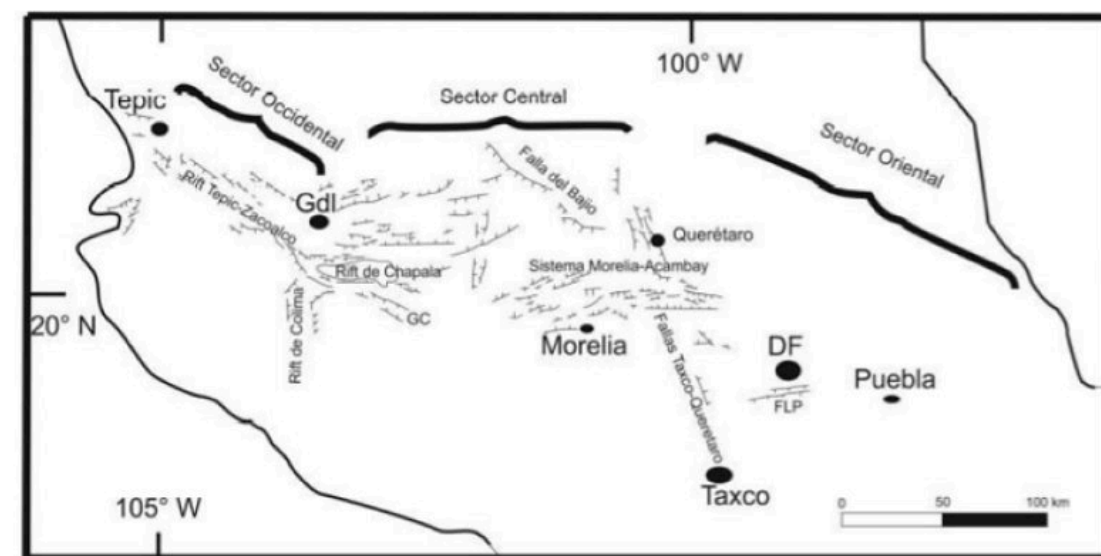 100° W
Sector Occidental
Sector Central
Tepic
Sector Oriental
Falla del Bajio
Rift Tepic-Zacoalco
Gdl
Querétaro
Rift de Chapala
Sistema Morelia-Acambay
20° N
Rift de Colima
GC
Morelia
Fallas Taxco-Queretaro
DF
Puebla
FLP
Taxco
105° W
0 50 100 km